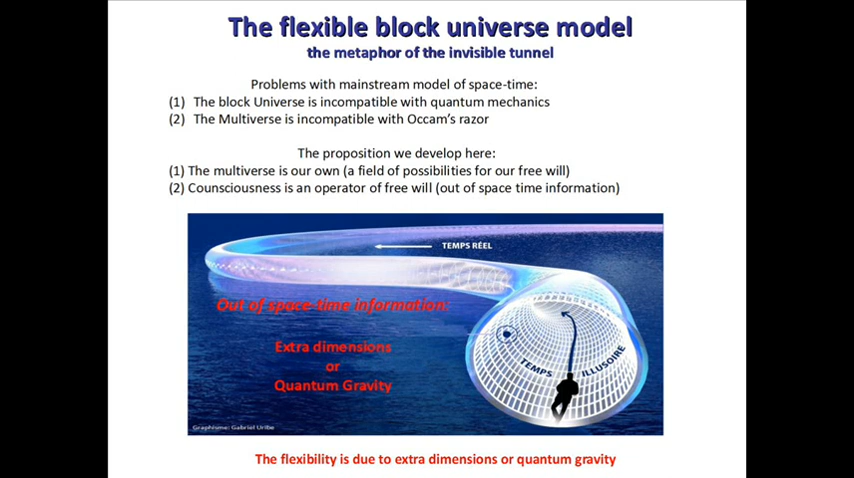 The flexible block universe model
the metaphor of the invisible tunnel
Problems with mainstream model of space-time:
(1) The block Universe is incompatible with quantum mechanics
(2) The Multiverse is incompatible with Occam's razor
The proposition we develop here:
(1) The multiverse is our own (a field of possibilities for our free will)
(2) Counsciousness is an operator of free will (out of space time information)
TEMPS RÉEL
Out of space-time information:
Extra dimensions
or
Quantum Gravity
TEMPS ILLUSOIRE
Graphisme: Gabriel Uribe
The flexibility is due to extra dimensions or quantum gravity